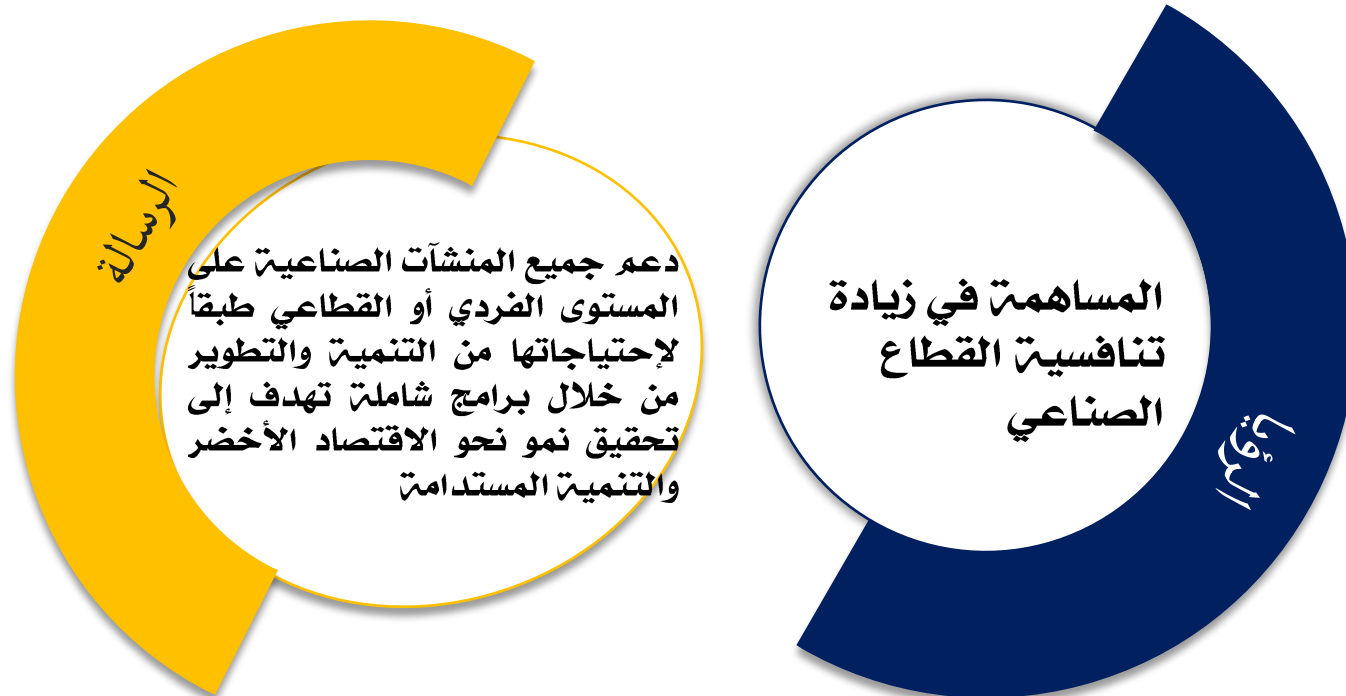 الرؤيا
المساهمة في زيادة
تنافسية القطاع
الصناعي
الرسالة
دعم جميع المنشآت الصناعية على
المستوى الفردي أو القطاعي طبقاً
لإحتياجاتها من التنمية والتطوير
من خلال برامج شاملة تهدف إلى
تحقيق نمو نحو الاقتصاد الأخضر
والتنمية المستدامة